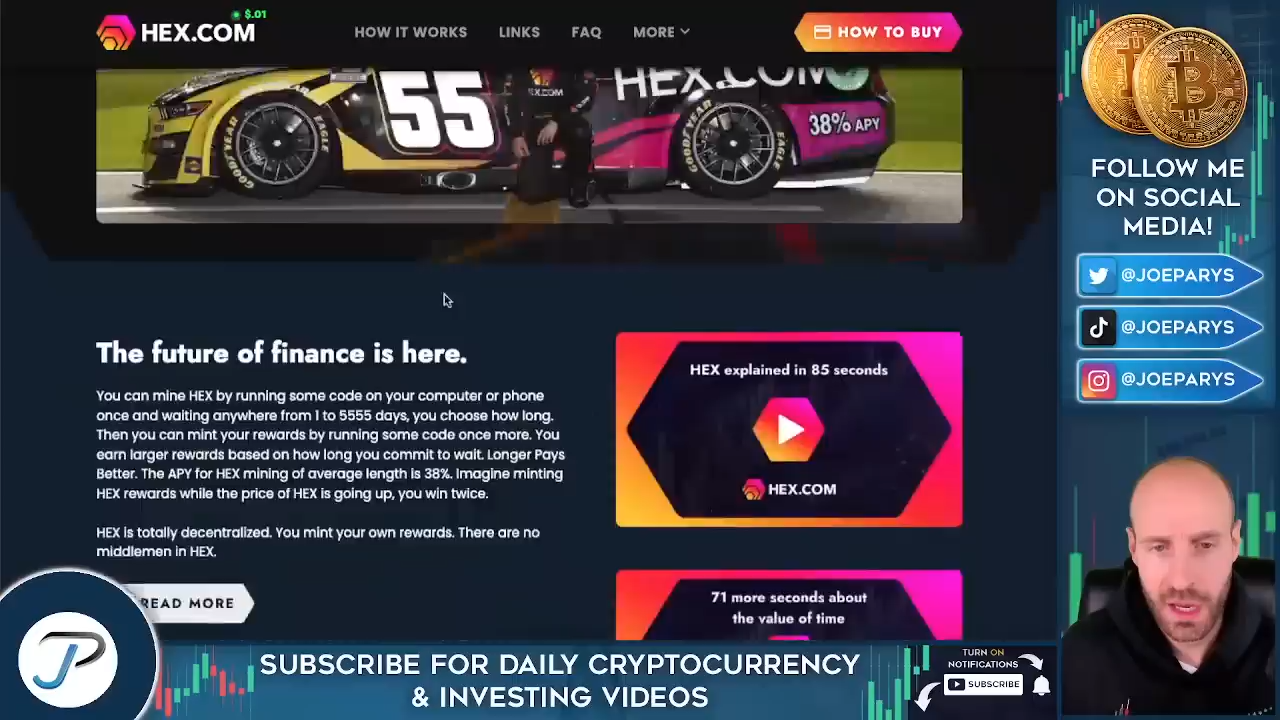 $.01
HEX.COM
HOW IT WORKS
LINKS
FAQ
MORE
HOW TO BUY
HEX.COM
55
HEX.COM
38% APY
GOODYEAR
EAGLE
GOODYEAR
EAGLE
The future of finance is here.
You can mine HEX by running some code on your computer or phone
once and waiting anywhere from 1 to 5555 days, you choose how long.
Then you can mint your rewards by running some code once more. You
earn larger rewards based on how long you commit to wait. Longer Pays
Better. The APY for HEX mining of average length is 38%. Imagine minting
HEX rewards while the price of HEX is going up, you win twice.
HEX is totally decentralized. You mint your own rewards. There are no
middlemen in HEX.
READ MORE
HEX explained in 85 seconds
HEX.COM
71 more seconds about
the value of time
FOLLOW ME
ON SOCIAL
MEDIA!
@JOEPARYS
@JOEPARYS
@JOEPARYS
JP
SUBSCRIBE FOR DAILY CRYPTOCURRENCY
& INVESTING VIDEOS
TURN ON
NOTIFICATIONS
SUBSCRIBE